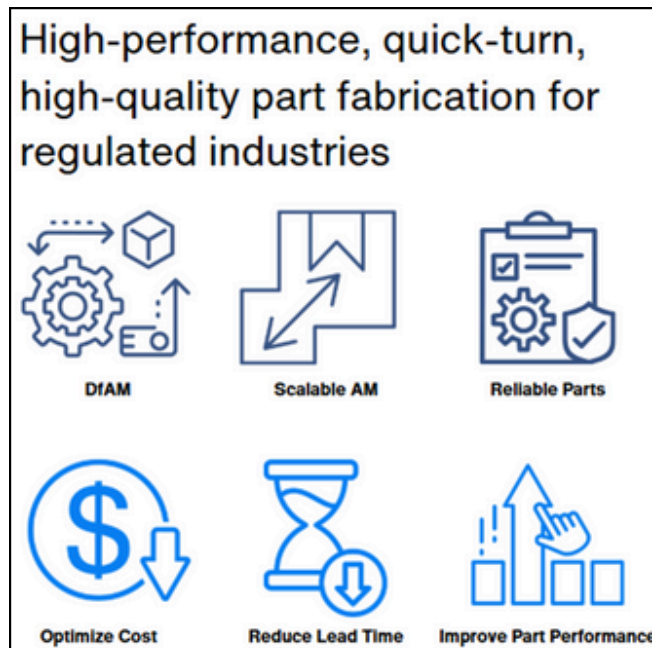 High-performance, quick-turn,
high-quality part fabrication for
regulated industries
DfAM
Scalable AM
Reliable Parts
$
Optimize Cost
Reduce Lead Time
Improve Part Performance